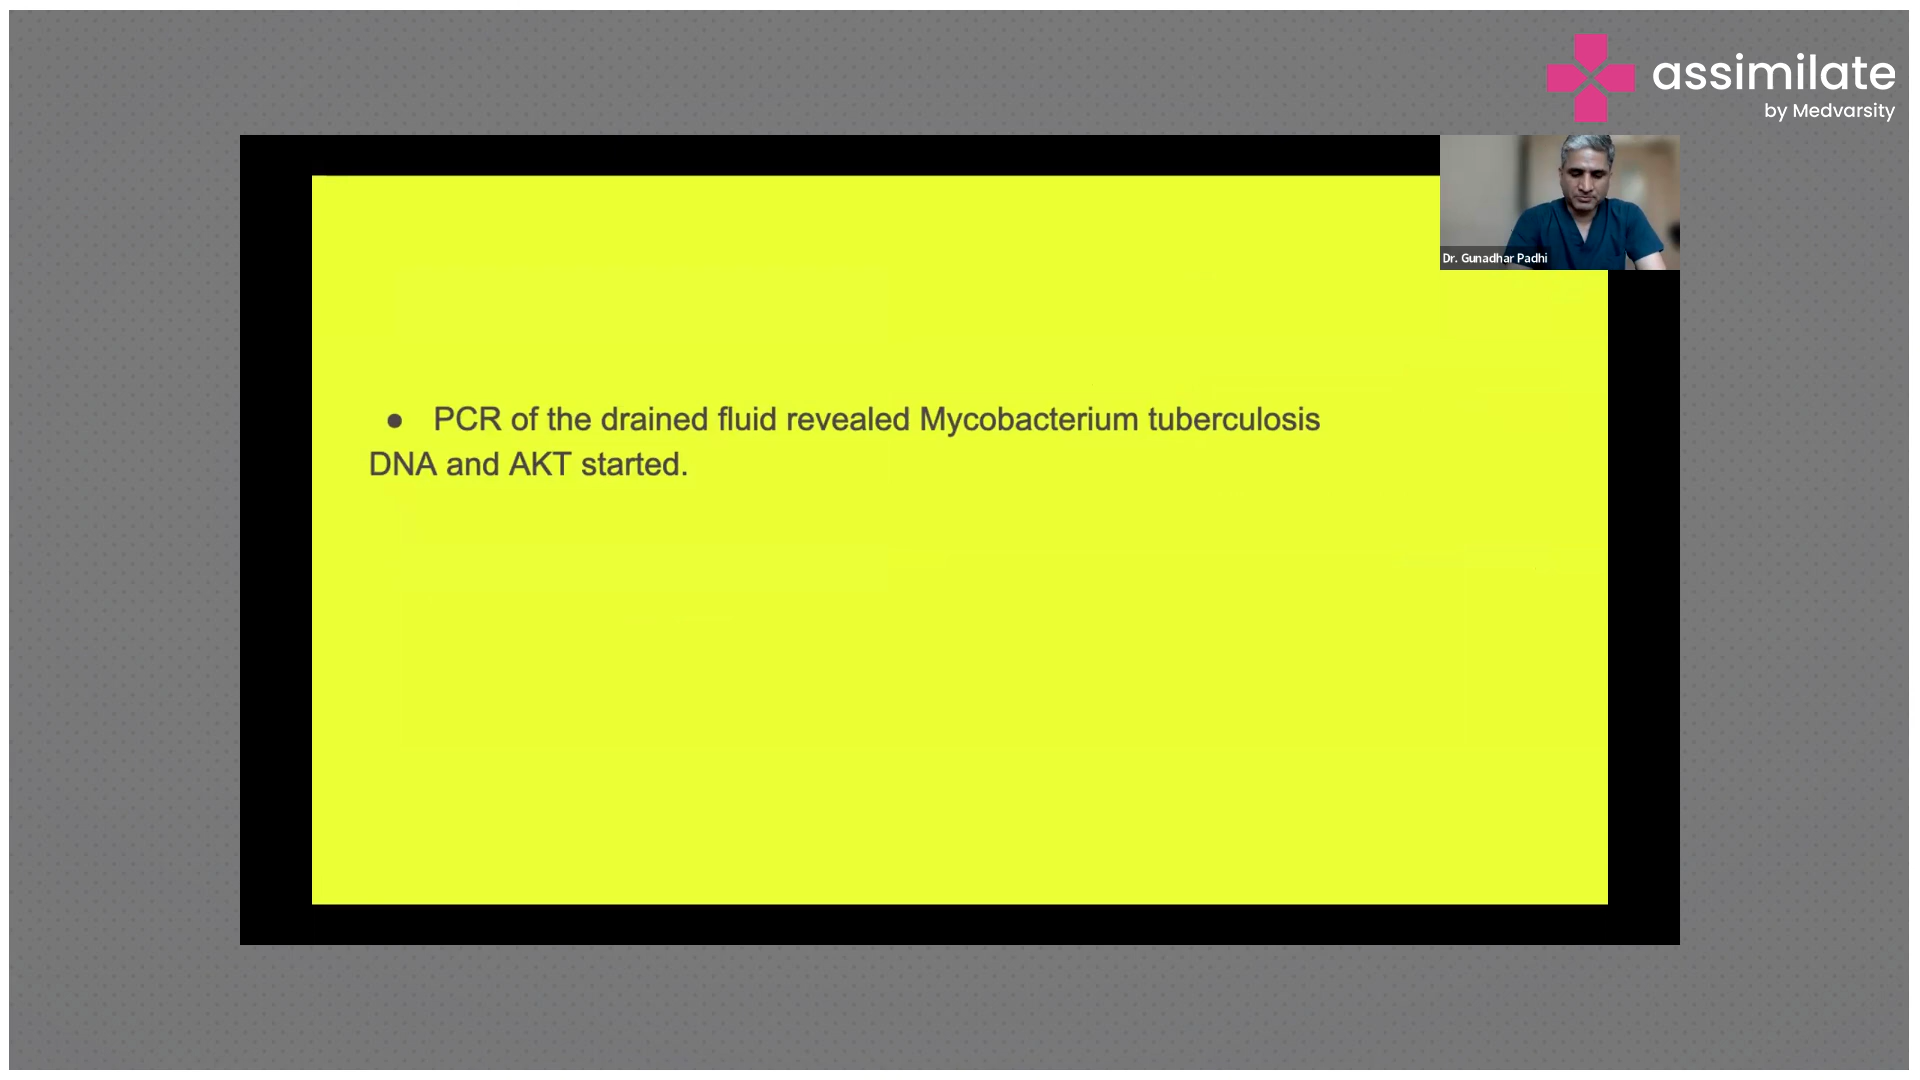 assimilate
by Medvarsity
Dr. Gunadhar Padhi
● PCR of the drained fluid revealed Mycobacterium tuberculosis
DNA and AKT started.